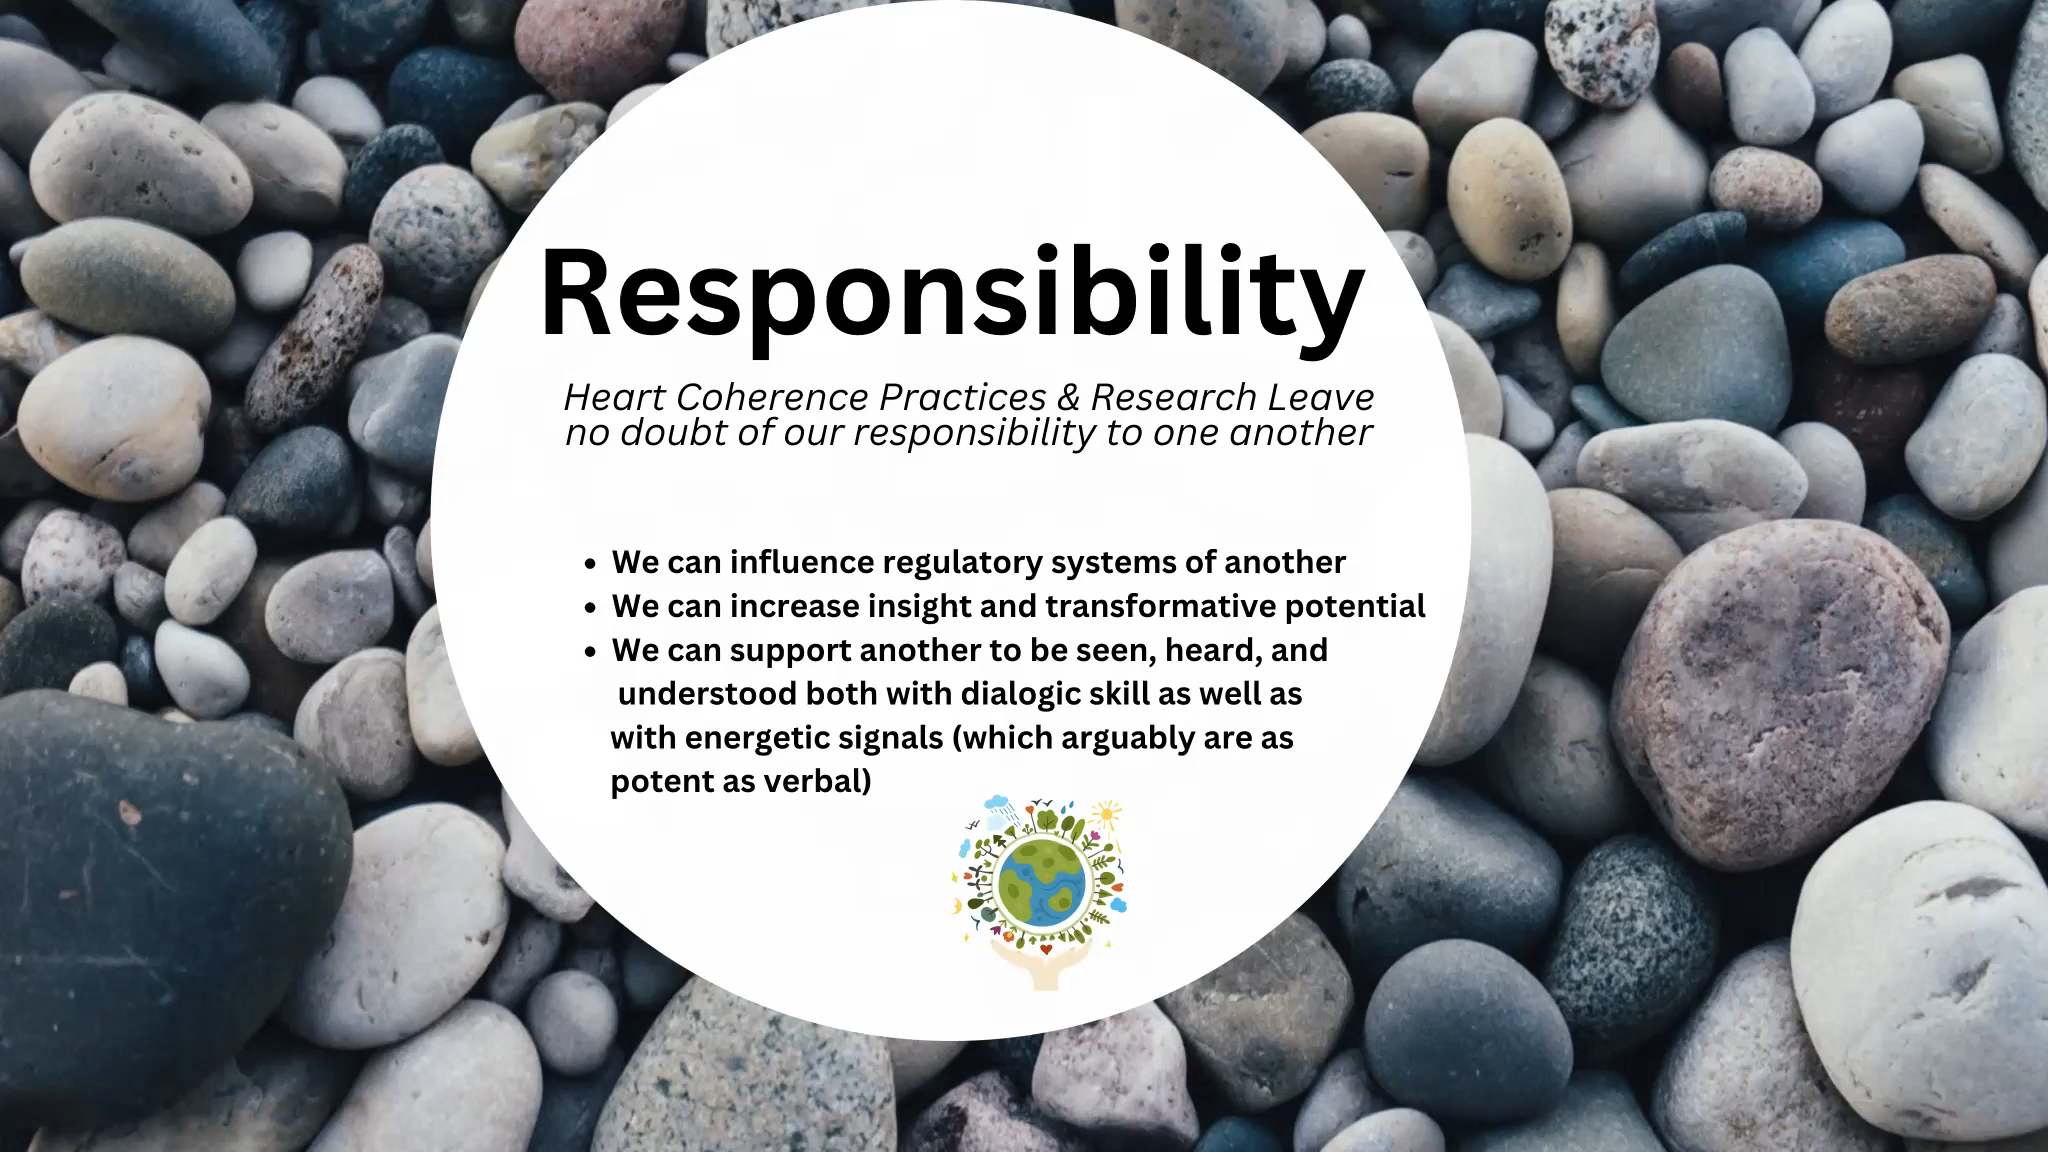 Responsibility
Heart Coherence Practices & Research Leave
no doubt of our responsibility to one another
• We can influence regulatory systems of another
• We can increase insight and transformative potential
• We can support another to be seen, heard, and
understood both with dialogic skill as well as
with energetic signals (which arguably are as
potent as verbal)